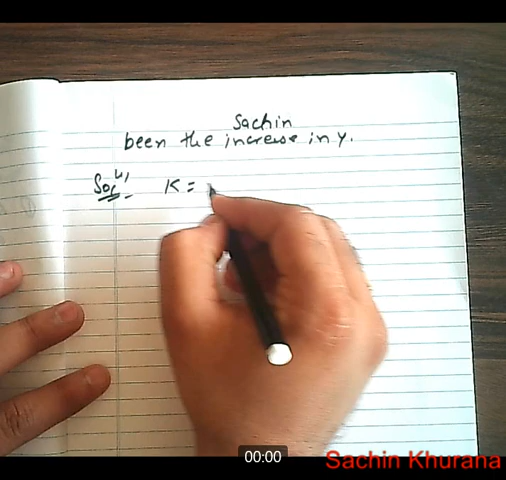 Sachin
been the increase in y.
Sol^n K =
00:00
Sachin Khurana